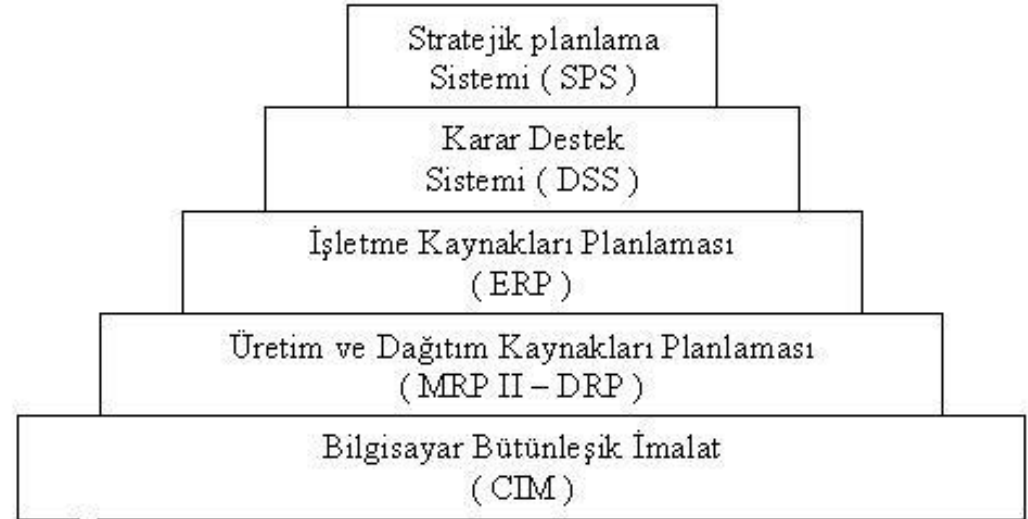 Stratejik planlama
Sistemi ( SPS )
Karar Destek
Sistemi ( DSS )
İşletme Kaynakları Planlaması
( ERP )
Üretim ve Dağıtım Kaynakları Planlaması
( MRP II – DRP )
Bilgisayar Bütünleşik İmalat
( CIM )